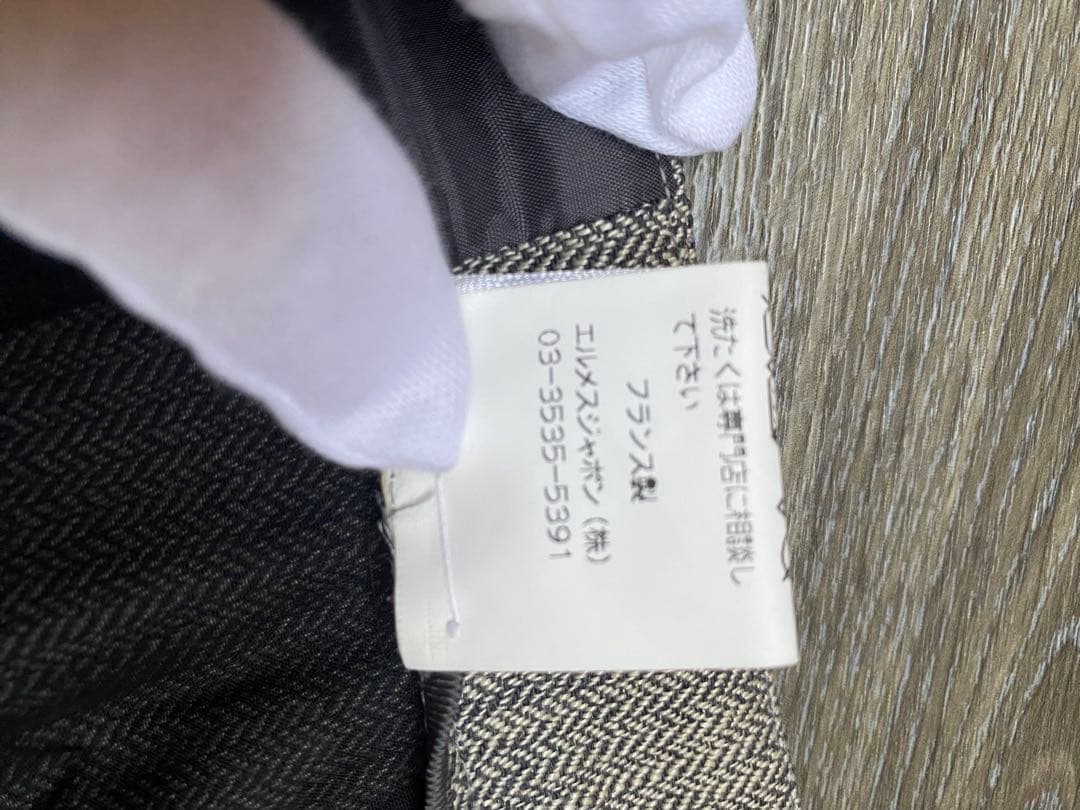 洗たくは専門店に相談し
て下さい
フランス製
エルメスジャポン(株)
03-3535-5391